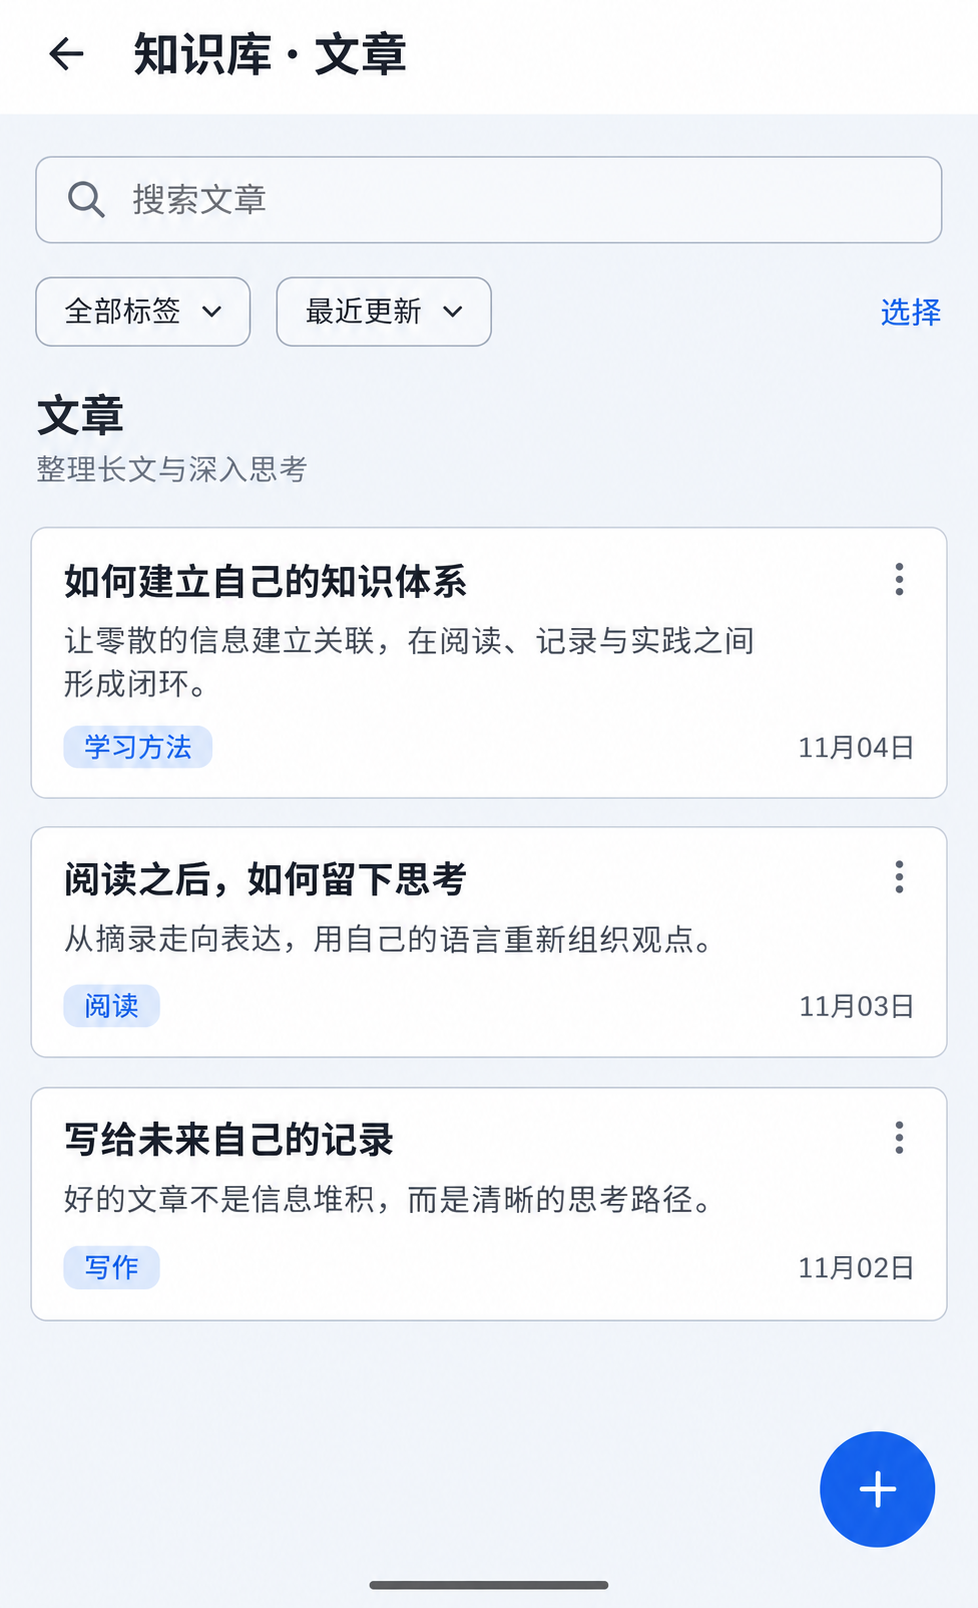 知识库 · 文章
搜索文章
全部标签
最近更新
选择
文章
整理长文与深入思考
如何建立自己的知识体系
让零散的信息建立关联，在阅读、记录与实践之间
形成闭环。
学习方法
11月04日
阅读之后，如何留下思考
从摘录走向表达，用自己的语言重新组织观点。
阅读
11月03日
写给未来自己的记录
好的文章不是信息堆积，而是清晰的思考路径。
写作
11月02日